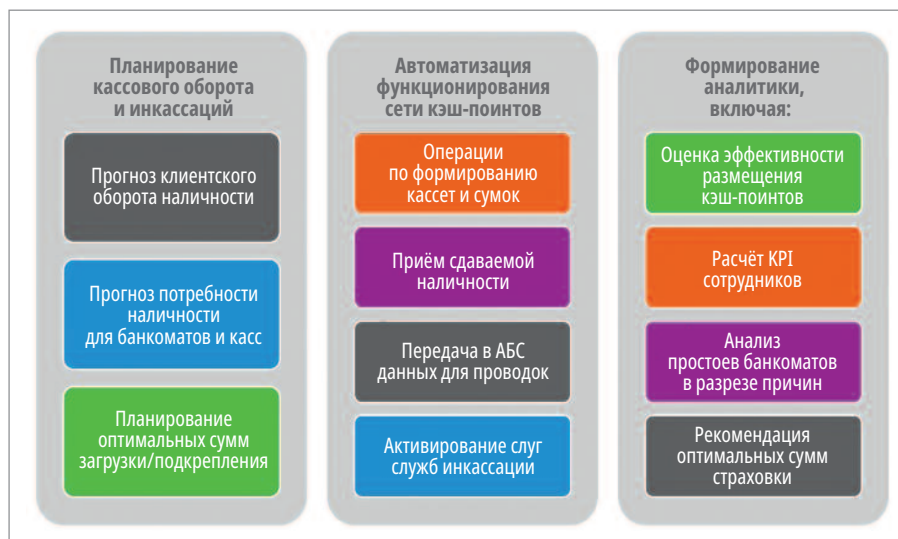 Планирование
кассового оборота
и инкассаций
Прогноз клиентского
оборота наличности
Прогноз потребности
наличности
для банкоматов и касс
Планирование
оптимальных сумм
загрузки/подкрепления
Автоматизация
функционирования
сети кэш-поинтов
Операции
по формированию
кассет и сумок
Приём сдаваемой
наличности
Передача в АБС
данных для проводок
Активирование слуг
служб инкассации
Формирование
аналитики,
включая:
Оценка эффективности
размещения
кэш-поинтов
Расчёт KPI
сотрудников
Анализ
простоев банкоматов
в разрезе причин
Рекомендация
оптимальных сумм
страховки